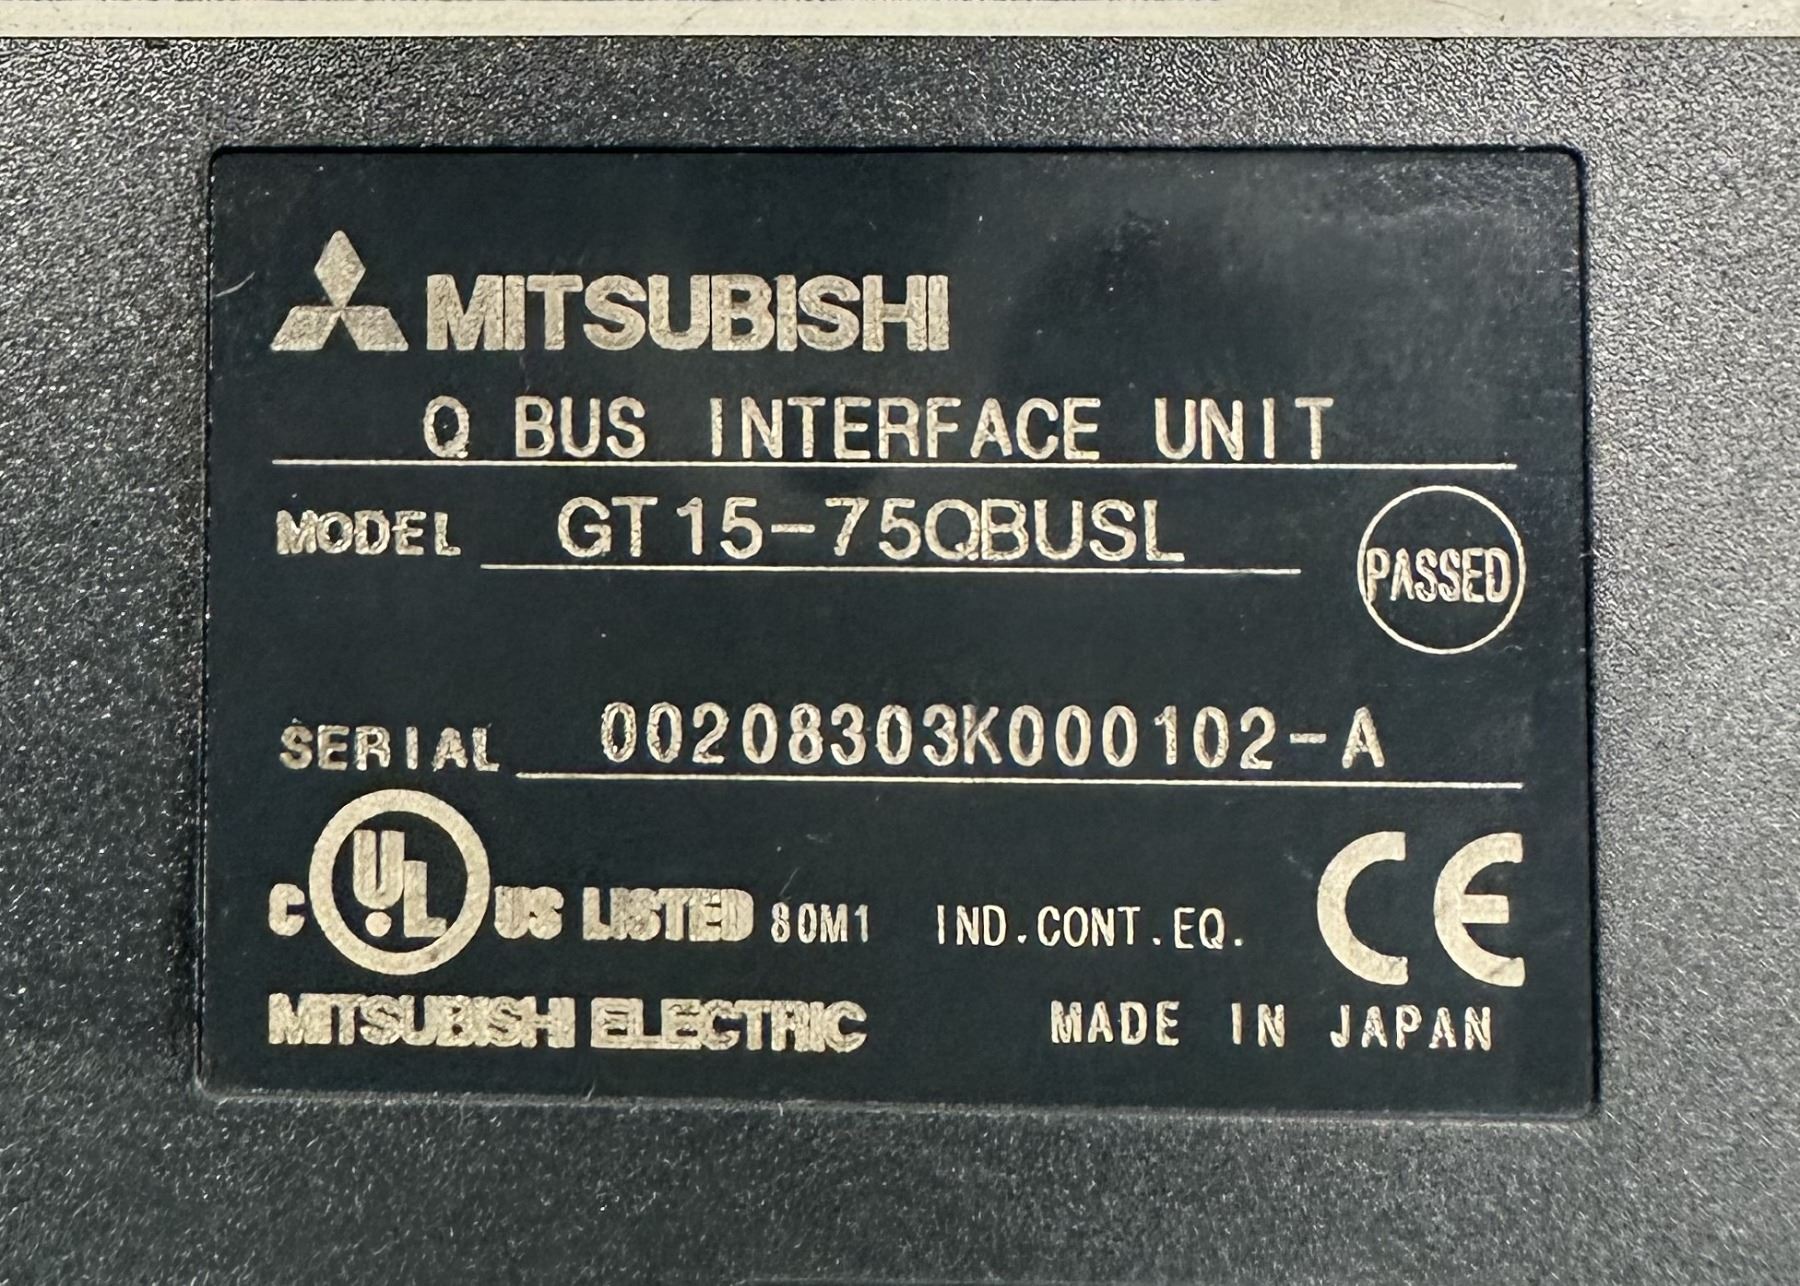 MITSUBISHI
Q BUS INTERFACE UNIT
MODEL GT15-75QBUSL
PASSED
SERIAL 00208303K000102-A
C UL US LISTED 80M1 IND.CONT.EQ. CE
MITSUBISHI ELECTRIC MADE IN JAPAN